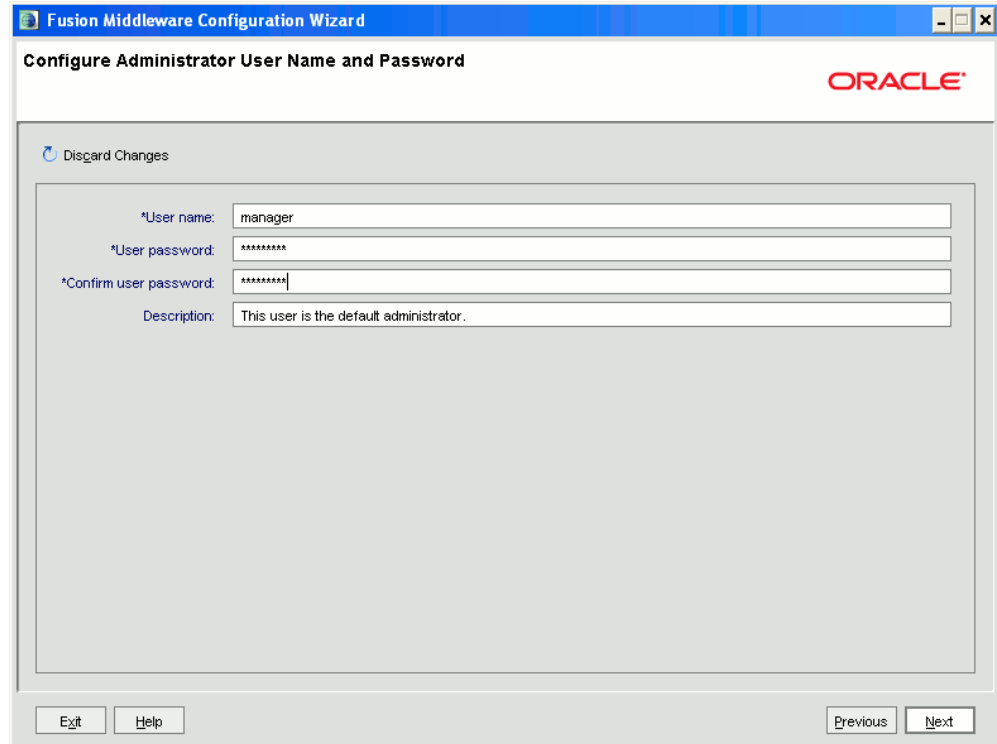 Fusion Middleware Configuration Wizard
Configure Administrator User Name and Password
ORACLE
Discard Changes
*User name: manager
*User password: *********
*Confirm user password: *********
Description: This user is the default administrator.
Exit Help Previous Next